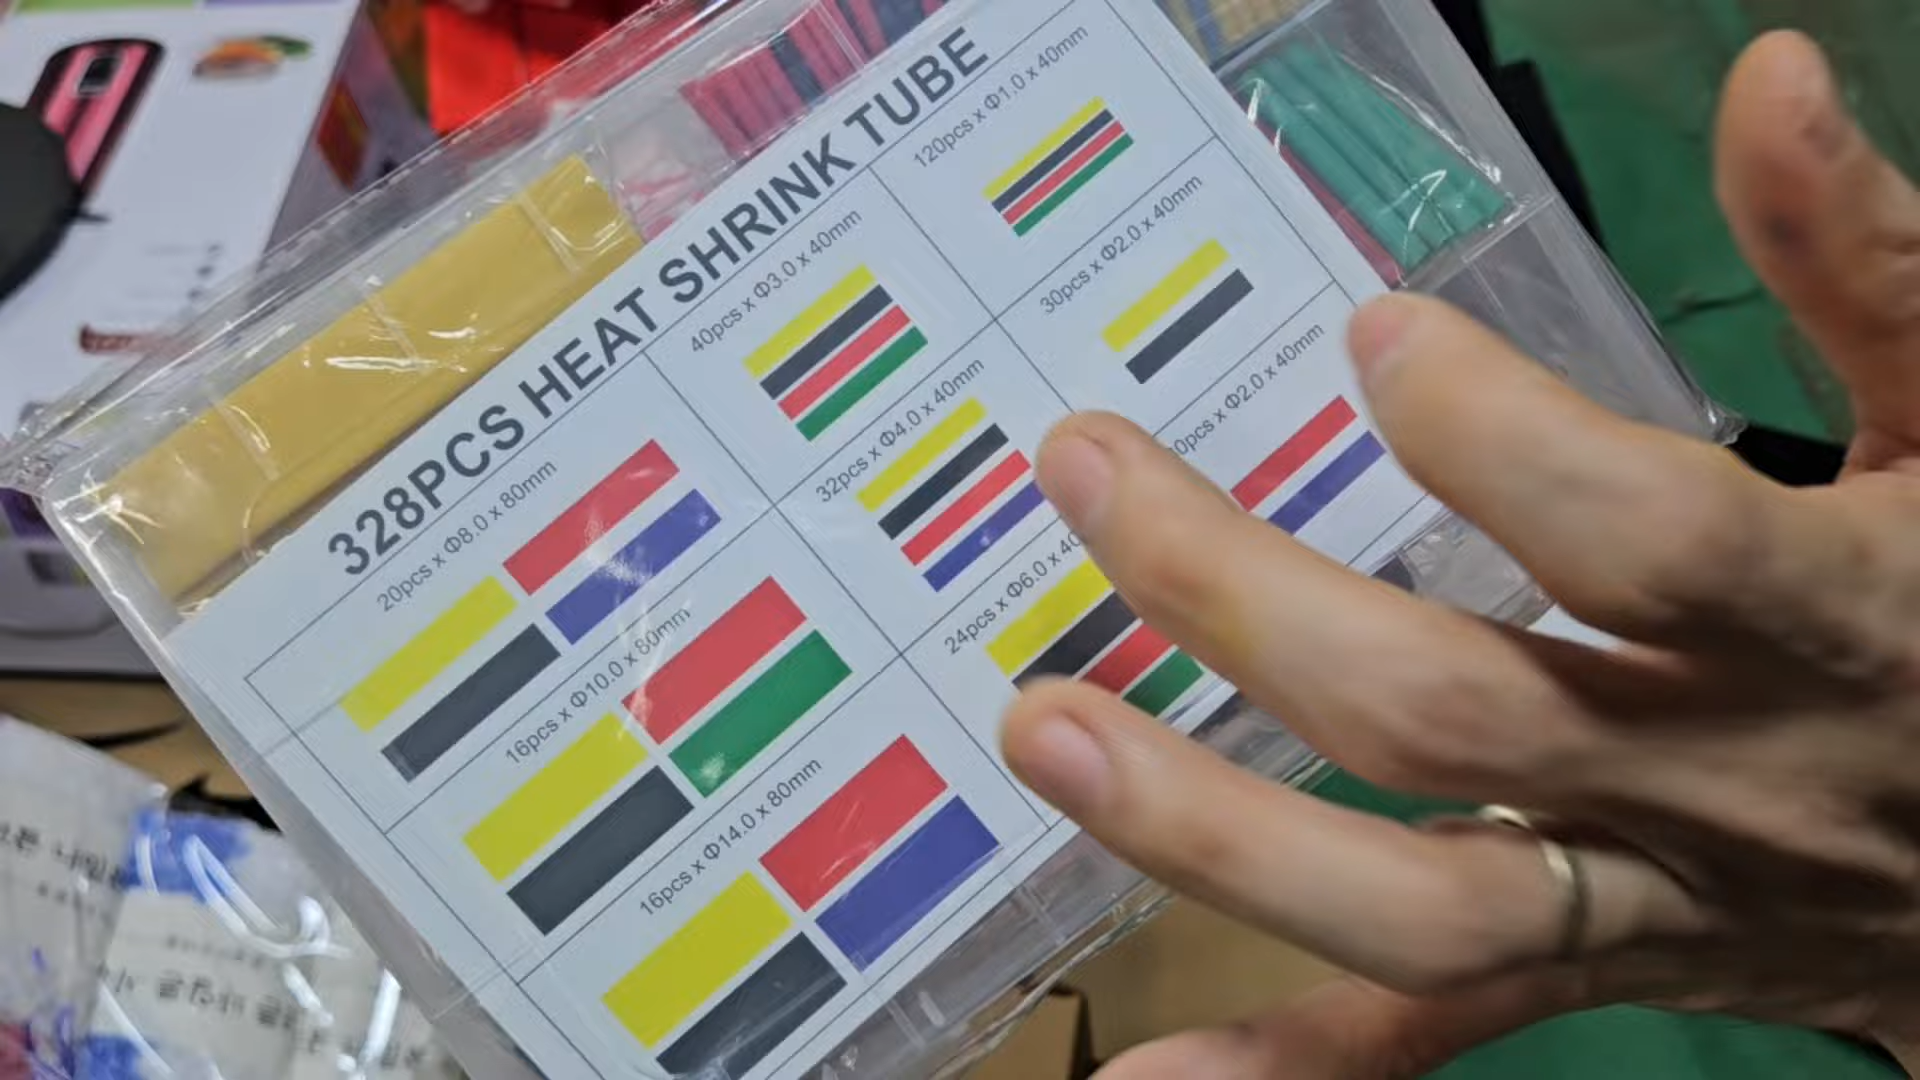 328PCS HEAT SHRINK TUBE
20pcs x Φ8.0 x 80mm
40pcs x Φ3.0 x 40mm
120pcs x Φ1.0 x 40mm
16pcs x Φ10.0 x 80mm
32pcs x Φ4.0 x 40mm
30pcs x Φ2.0 x 40mm
16pcs x Φ14.0 x 80mm
24pcs x Φ6.0 x
x Φ2.0 x 40mm